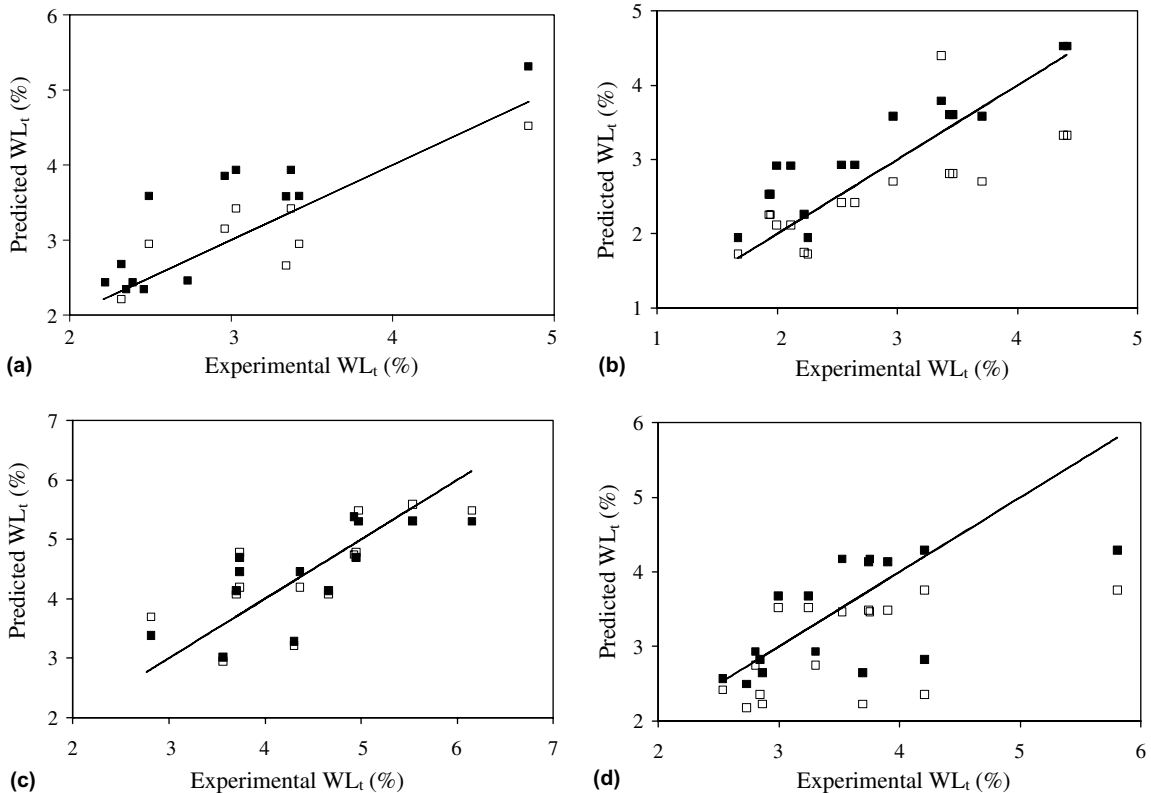 6
5
4
3
2
2 3 4 5
Predicted WLt (%)
Experimental WLt (%)
(a)
5
4
3
2
1
1 2 3 4 5
Predicted WLt (%)
Experimental WLt (%)
(b)
7
6
5
4
3
2
2 3 4 5 6 7
Predicted WLt (%)
Experimental WLt (%)
(c)
6
5
4
3
2
2 3 4 5 6
Predicted WLt (%)
Experimental WLt (%)
(d)